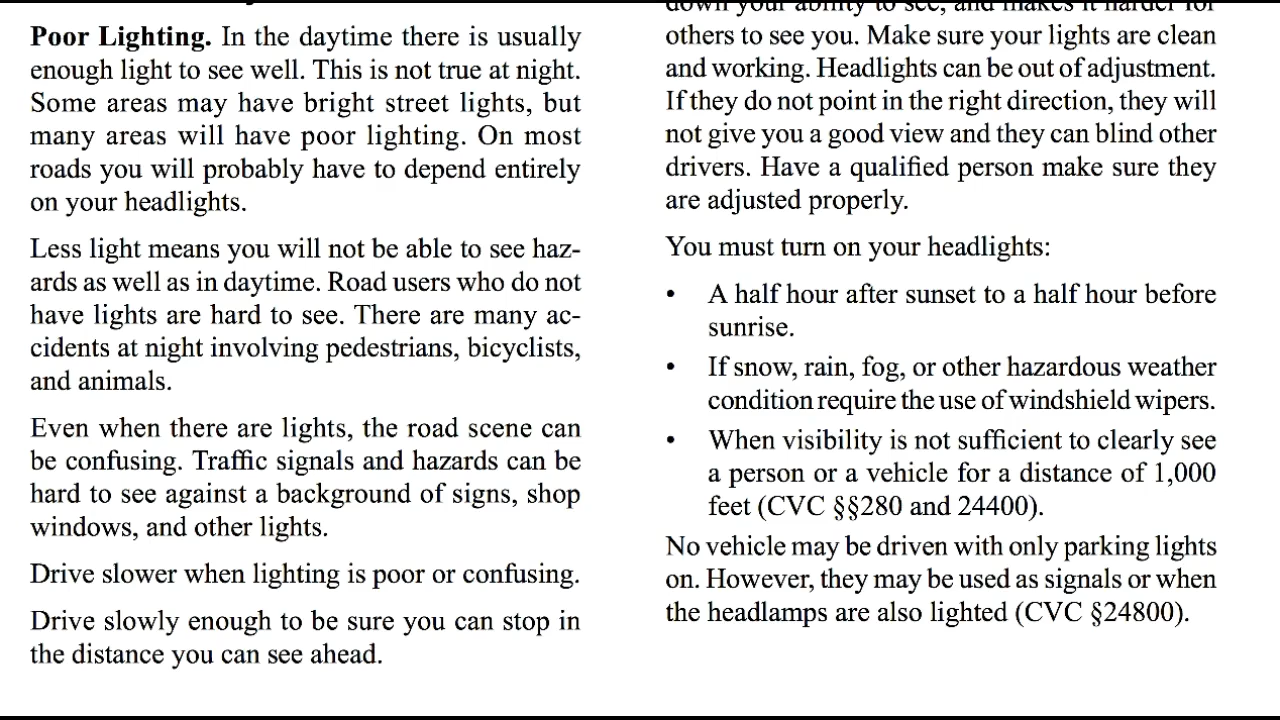 Poor Lighting. In the daytime there is usually
enough light to see well. This is not true at night.
Some areas may have bright street lights, but
many areas will have poor lighting. On most
roads you will probably have to depend entirely
on your headlights.
Less light means you will not be able to see haz-
ards as well as in daytime. Road users who do not
have lights are hard to see. There are many ac-
cidents at night involving pedestrians, bicyclists,
and animals.
Even when there are lights, the road scene can
be confusing. Traffic signals and hazards can be
hard to see against a background of signs, shop
windows, and other lights.
Drive slower when lighting is poor or confusing.
Drive slowly enough to be sure you can stop in
the distance you can see ahead.
down your ability to see, and makes it harder for
others to see you. Make sure your lights are clean
and working. Headlights can be out of adjustment.
If they do not point in the right direction, they will
not give you a good view and they can blind other
drivers. Have a qualified person make sure they
are adjusted properly.
You must turn on your headlights:
• A half hour after sunset to a half hour before
sunrise.
• If snow, rain, fog, or other hazardous weather
condition require the use of windshield wipers.
• When visibility is not sufficient to clearly see
a person or a vehicle for a distance of 1,000
feet (CVC §§280 and 24400).
No vehicle may be driven with only parking lights
on. However, they may be used as signals or when
the headlamps are also lighted (CVC §24800).